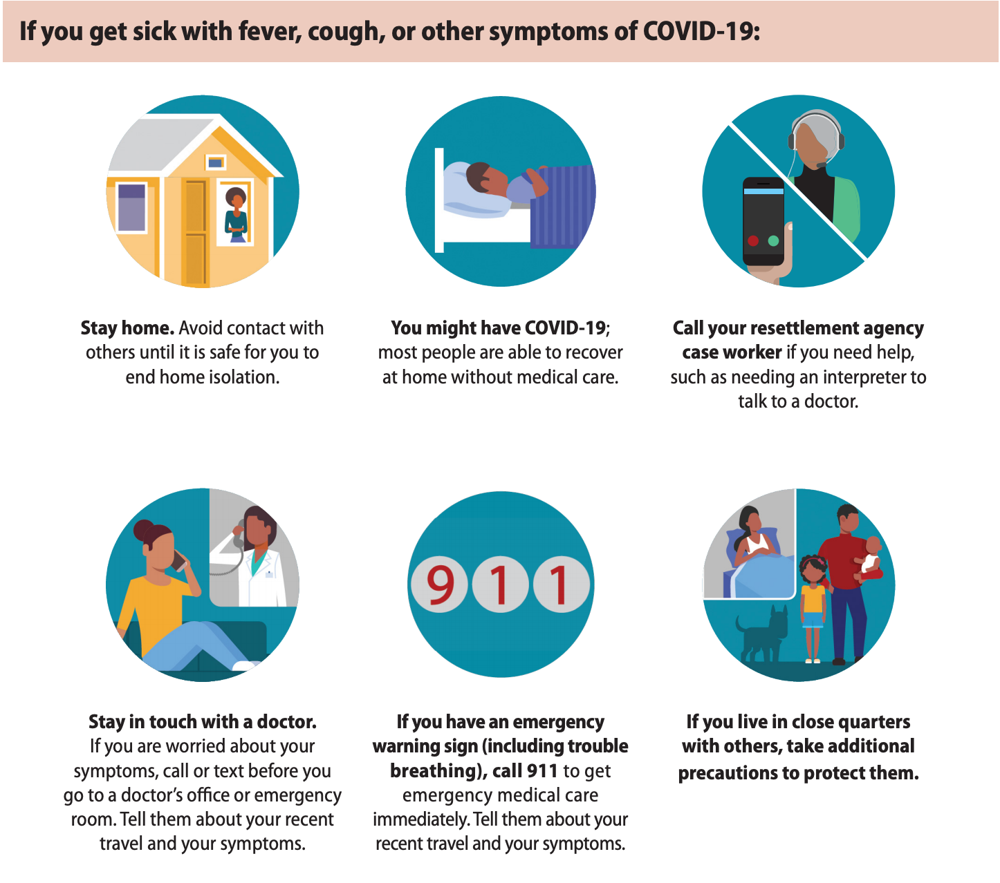 If you get sick with fever, cough, or other symptoms of COVID-19:
Stay home. Avoid contact with
others until it is safe for you to
end home isolation.
You might have COVID-19;
most people are able to recover
at home without medical care.
Call your resettlement agency
case worker if you need help,
such as needing an interpreter to
talk to a doctor.
911
Stay in touch with a doctor.
If you are worried about your
symptoms, call or text before you
go to a doctor’s office or emergency
room. Tell them about your recent
travel and your symptoms.
If you have an emergency
warning sign (including trouble
breathing), call 911 to get
emergency medical care
immediately. Tell them about your
recent travel and your symptoms.
If you live in close quarters
with others, take additional
precautions to protect them.